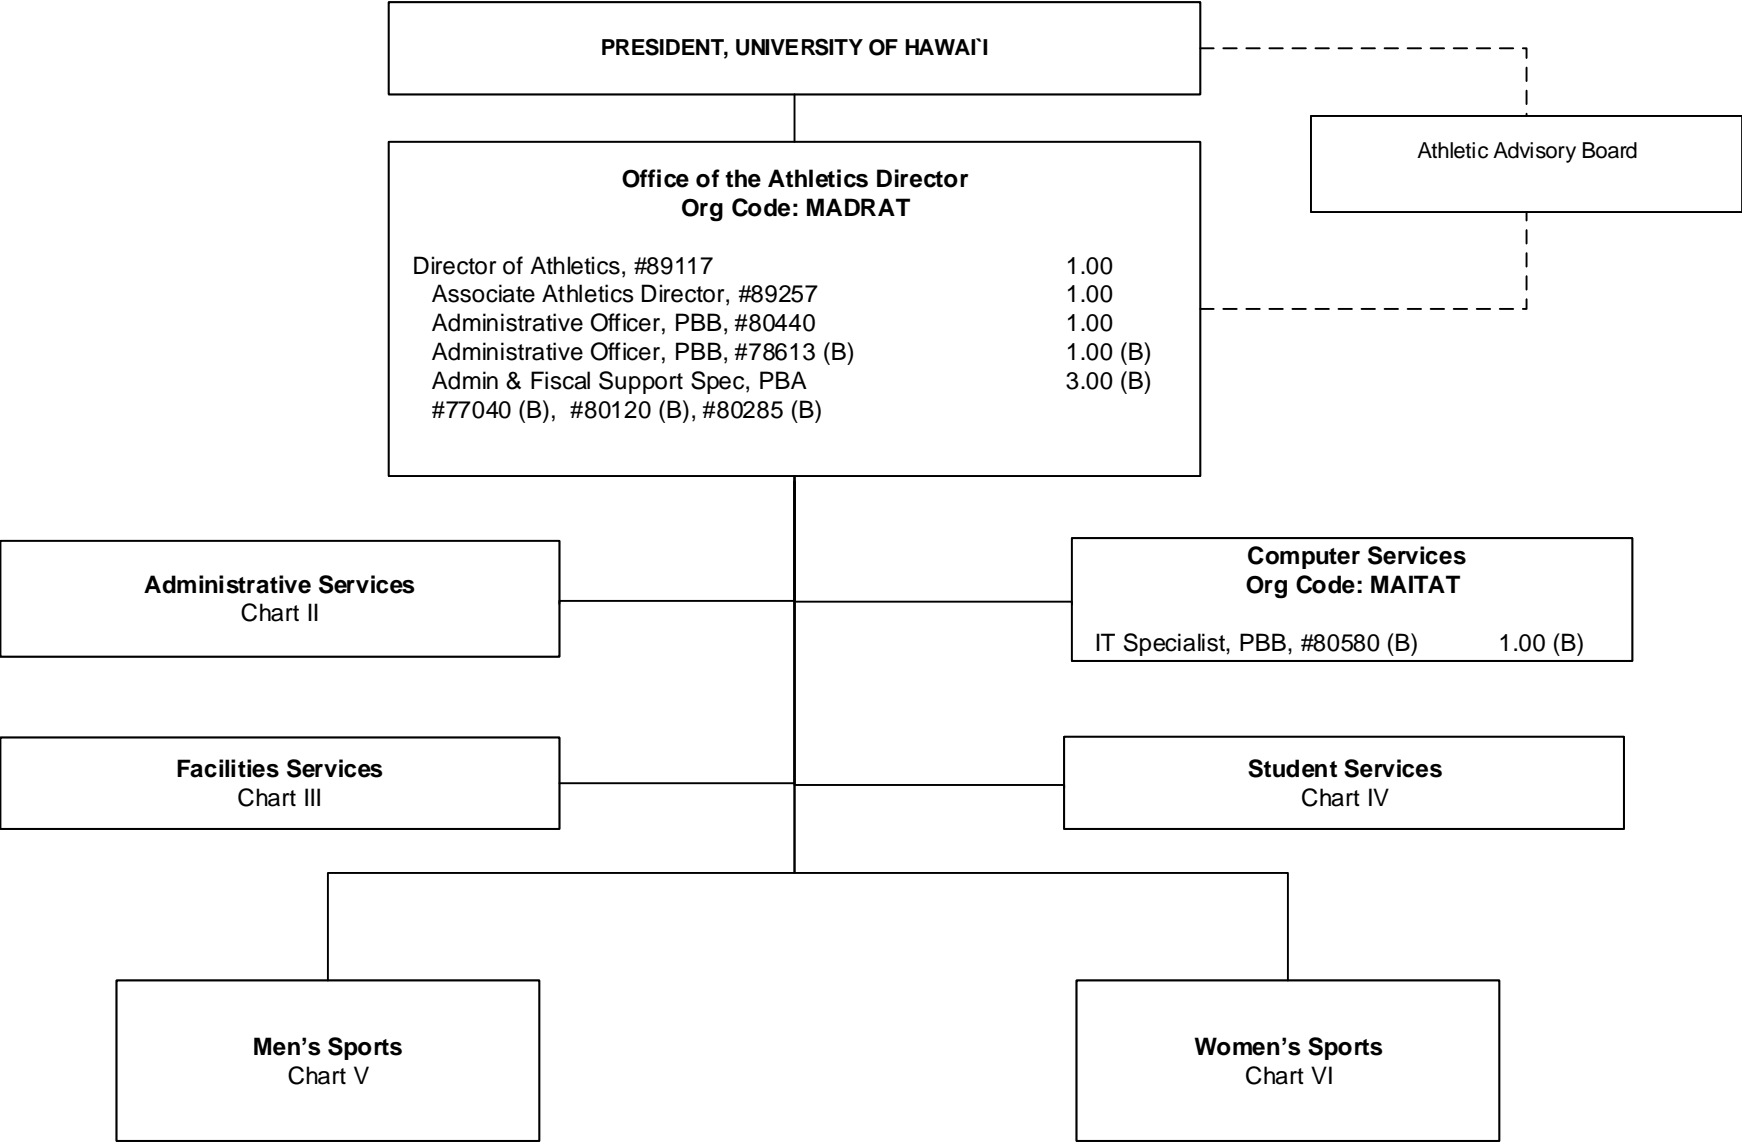 PRESIDENT, UNIVERSITY OF HAWAI`I
Athletic Advisory Board
Office of the Athletics Director
Org Code: MADRAT
Director of Athletics, #89117 1.00
Associate Athletics Director, #89257 1.00
Administrative Officer, PBB, #80440 1.00
Administrative Officer, PBB, #78613 (B) 1.00 (B)
Admin & Fiscal Support Spec, PBA 3.00 (B)
#77040 (B), #80120 (B), #80285 (B)
Administrative Services
Chart II
Computer Services
Org Code: MAITAT
IT Specialist, PBB, #80580 (B) 1.00 (B)
Facilities Services
Chart III
Student Services
Chart IV
Men’s Sports
Chart V
Women’s Sports
Chart VI